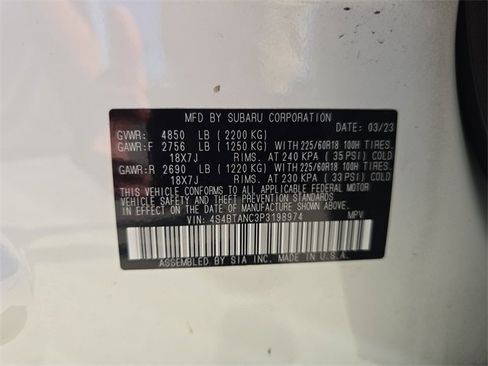 MFD BY SUBARU CORPORATION
DATE: 03/23
GVWR: 4850 LB (2200 KG)
GAWR:F 2756 LB (1250 KG) WITH 225/60R18 100H TIRES.
18X7J RIMS. AT 240 KPA (35 PSI) COLD
GAWR:R 2690 LB (1220 KG) WITH 225/60R18 100H TIRES.
18X7J RIMS. AT 230 KPA (33 PSI) COLD
THIS VEHICLE CONFORMS TO ALL APPLICABLE FEDERAL MOTOR
VEHICLE SAFETY AND THEFT PREVENTION STANDARDS
IN EFFECT ON THE DATE OF MANUFACTURE SHOWN ABOVE.
VIN: 4S4BTANC3P3198974 MPV
ASSEMBLED BY SIA INC. MADE IN U.S.A.